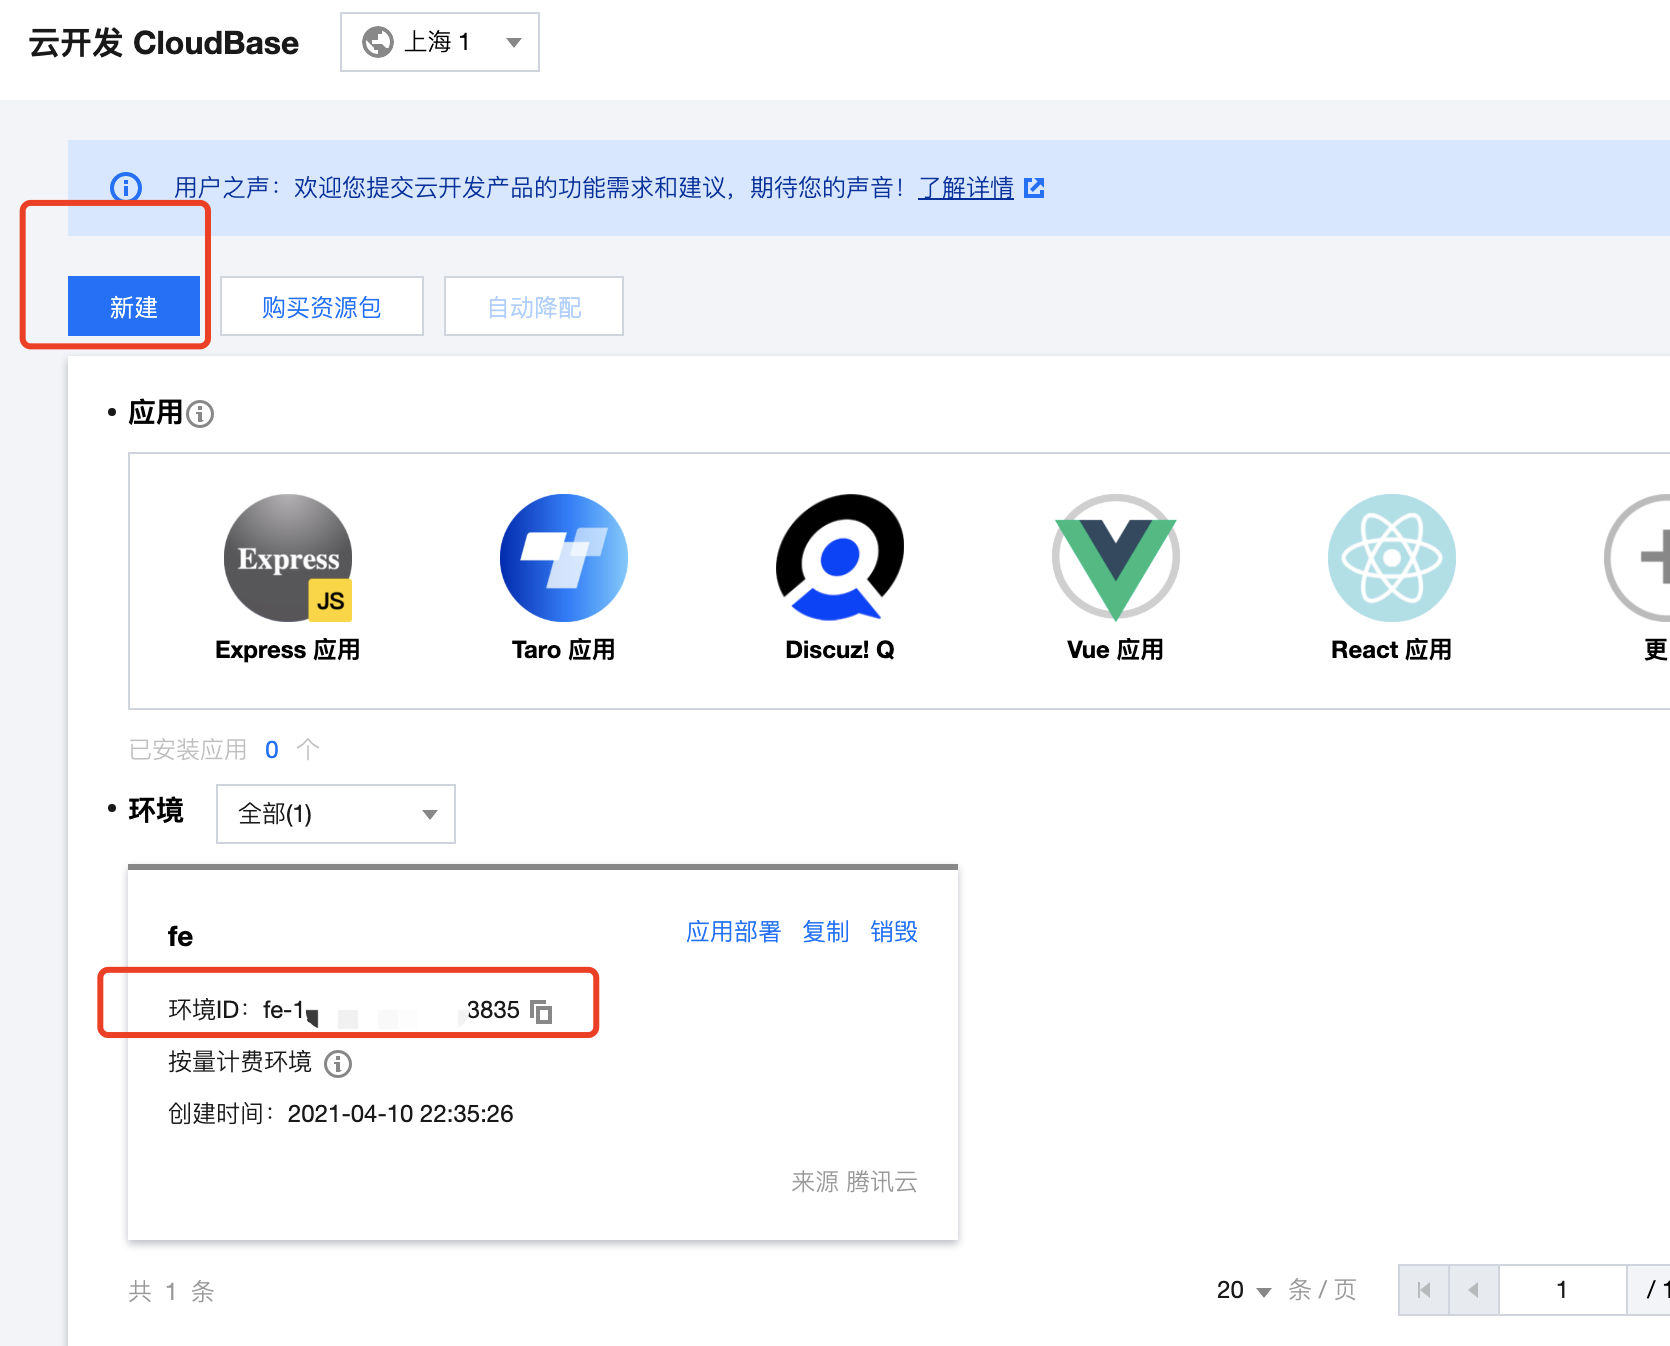 云开发 CloudBase 上海 1
用户之声：欢迎您提交云开发产品的功能需求和建议，期待您的声音！了解详情
新建 购买资源包 自动降配
• 应用
Express
JS
Express 应用 Taro 应用 Discuz! Q Vue 应用 React 应用 更
已安装应用 0 个
• 环境 全部(1)
fe 应用部署 复制 销毁
环境ID：fe-1 3835
按量计费环境
创建时间：2021-04-10 22:35:26
来源 腾讯云
共 1 条 20 条 / 页 1 / 1